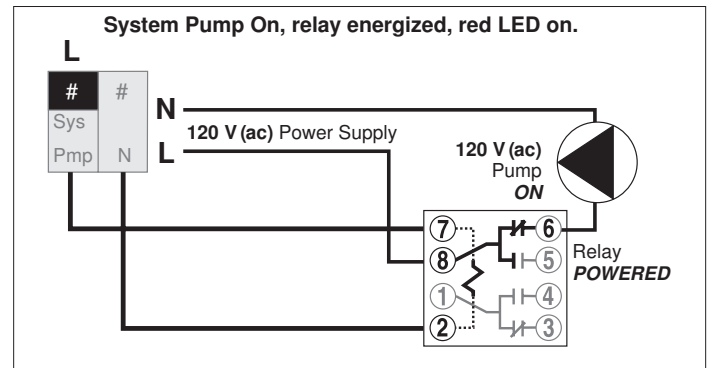 System Pump On, relay energized, red LED on.
L
# #
Sys
Pmp N
N
120 V (ac) Power Supply
L
120 V (ac)
Pump
ON
7 6
8 5
1 4
2 3
Relay
POWERED